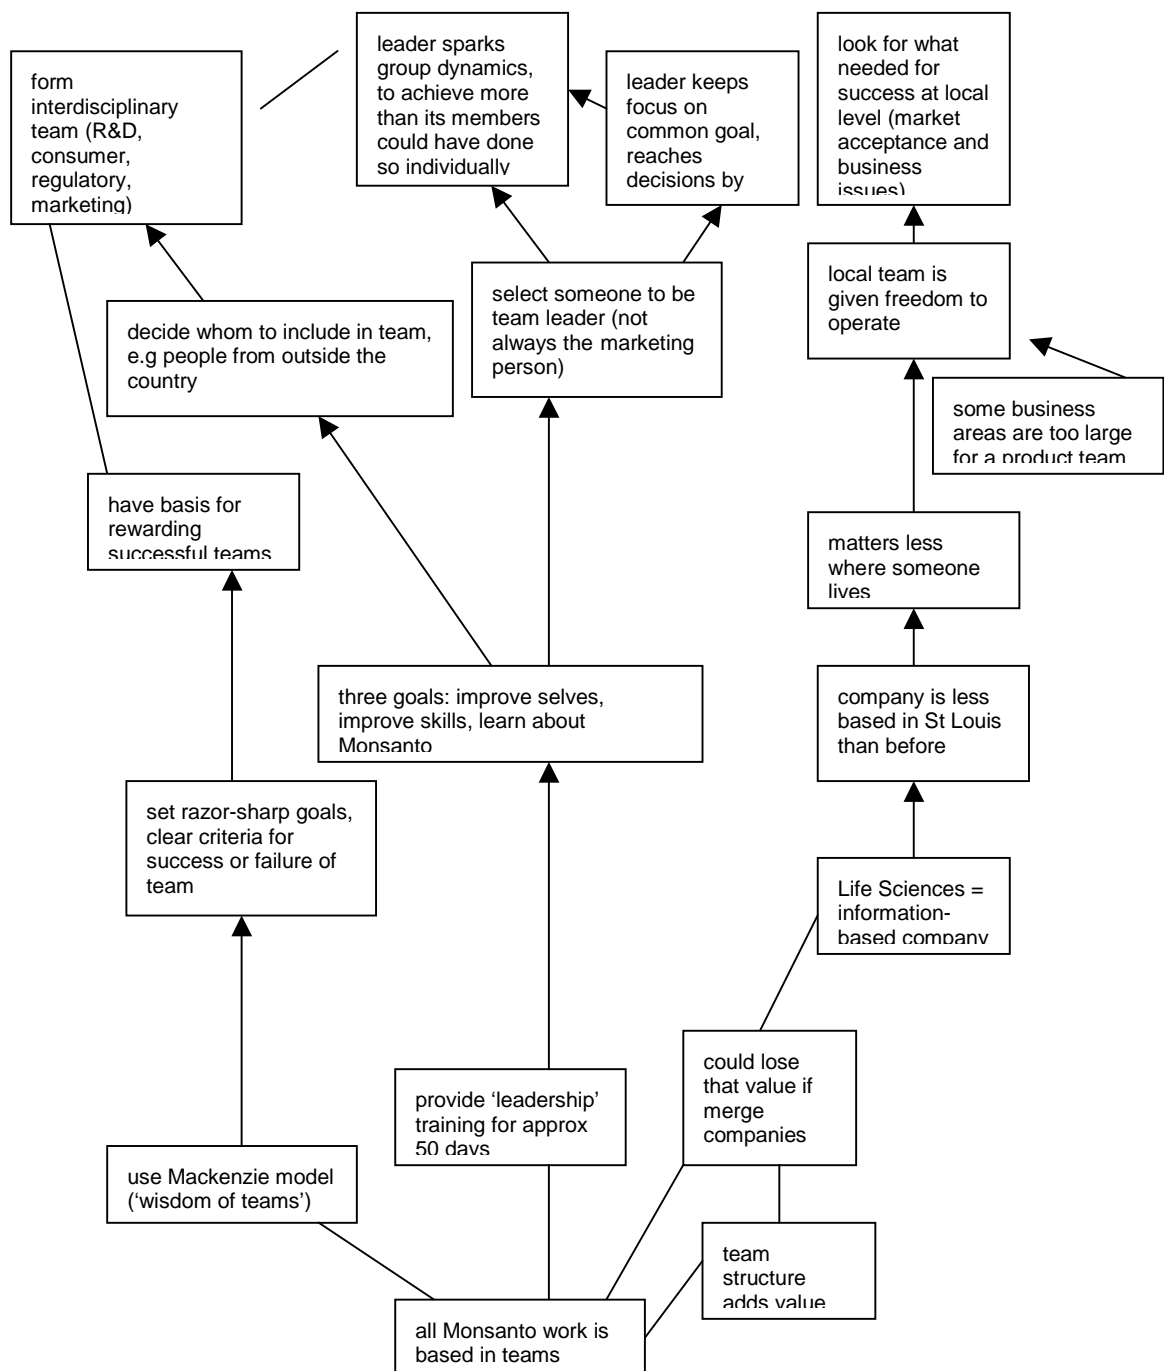 form
interdisciplinary
team (R&D,
consumer,
regulatory,
marketing)
leader sparks
group dynamics,
to achieve more
than its members
could have done
so individually
leader keeps
focus on
common goal,
reaches
decisions by
look for what
needed for
success at local
level (market
acceptance and
business
issues)
decide whom to include in team,
e.g people from outside the
country
select someone to be
team leader (not
always the marketing
person)
local team is
given freedom to
operate
some business
areas are too large
for a product team
have basis for
rewarding
successful teams
matters less
where someone
lives
three goals: improve selves,
improve skills, learn about
Monsanto
company is less
based in St Louis
than before
set razor-sharp goals,
clear criteria for
success or failure of
team
Life Sciences =
information-
based company
could lose
that value if
merge
companies
provide ‘leadership’
training for approx
50 days
use Mackenzie model
(‘wisdom of teams’)
team
structure
adds value
all Monsanto work is
based in teams